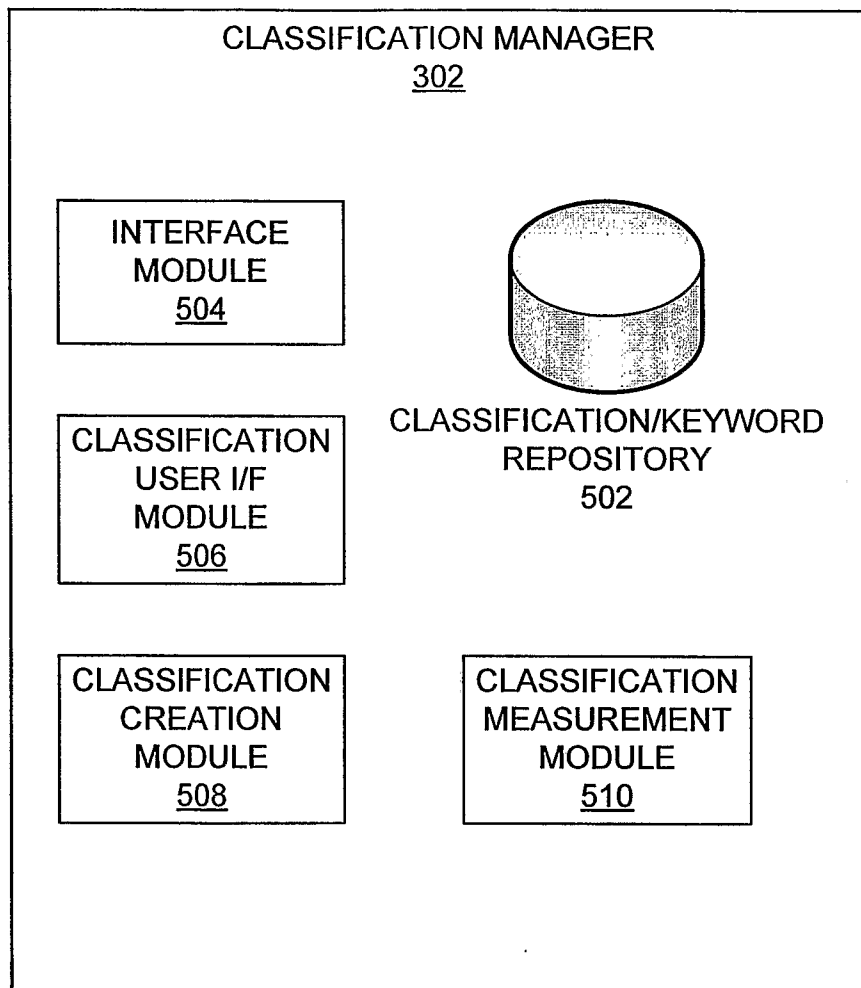 CLASSIFICATION MANAGER
302
INTERFACE
MODULE
504
CLASSIFICATION/KEYWORD
REPOSITORY
502
CLASSIFICATION
USER I/F
MODULE
506
CLASSIFICATION
CREATION
MODULE
508
CLASSIFICATION
MEASUREMENT
MODULE
510